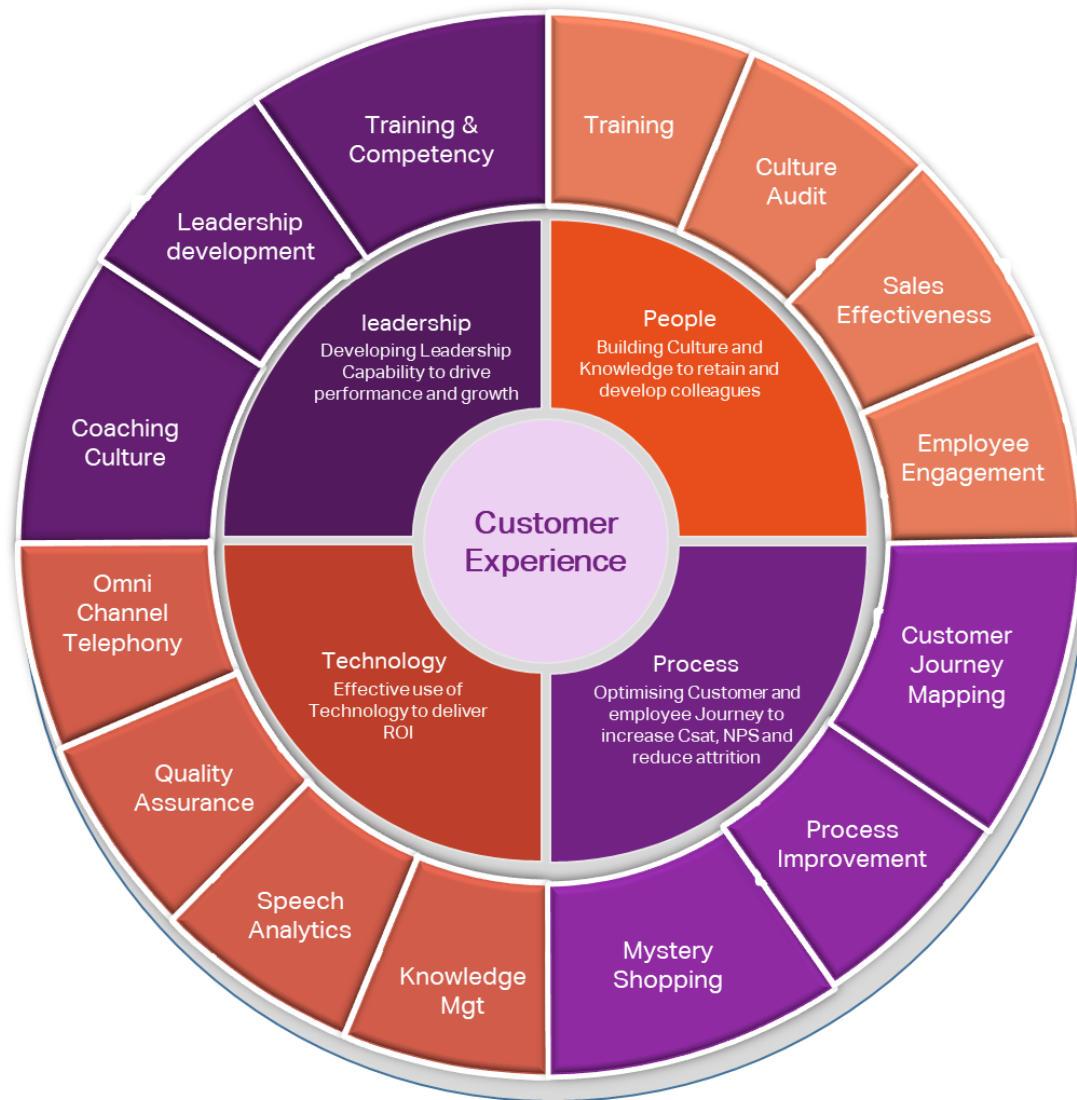 Training &
Competency
Training
Culture
Audit
Leadership
development
Sales
Effectiveness
leadership
Developing Leadership
Capability to drive
performance and growth
People
Building Culture and
Knowledge to retain and
develop colleagues
Coaching
Culture
Employee
Engagement
Customer
Experience
Omni
Channel
Telephony
Technology
Effective use of
Technology to deliver
ROI
Process
Optimising Customer and
employee Journey to
increase Csat, NPS and
reduce attrition
Customer
Journey
Mapping
Quality
Assurance
Process
Improvement
Speech
Analytics
Knowledge
Mgt
Mystery
Shopping